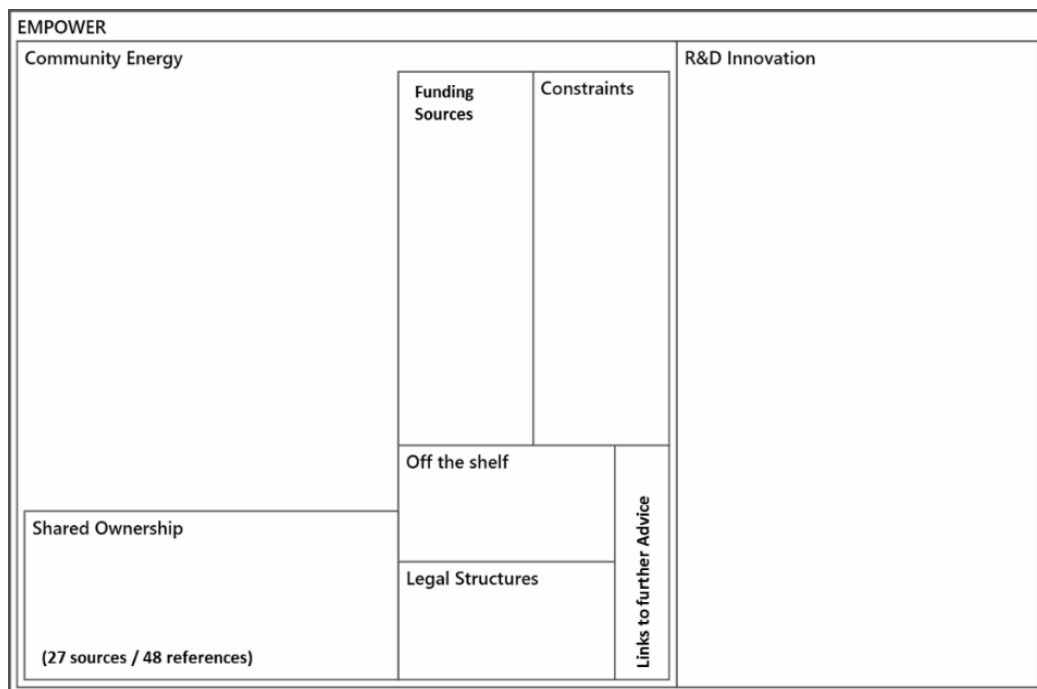 EMPOWER
Community Energy
R&D Innovation
Funding
Sources
Constraints
Off the shelf
Shared Ownership
Legal Structures
Links to further Advice
(27 sources / 48 references)